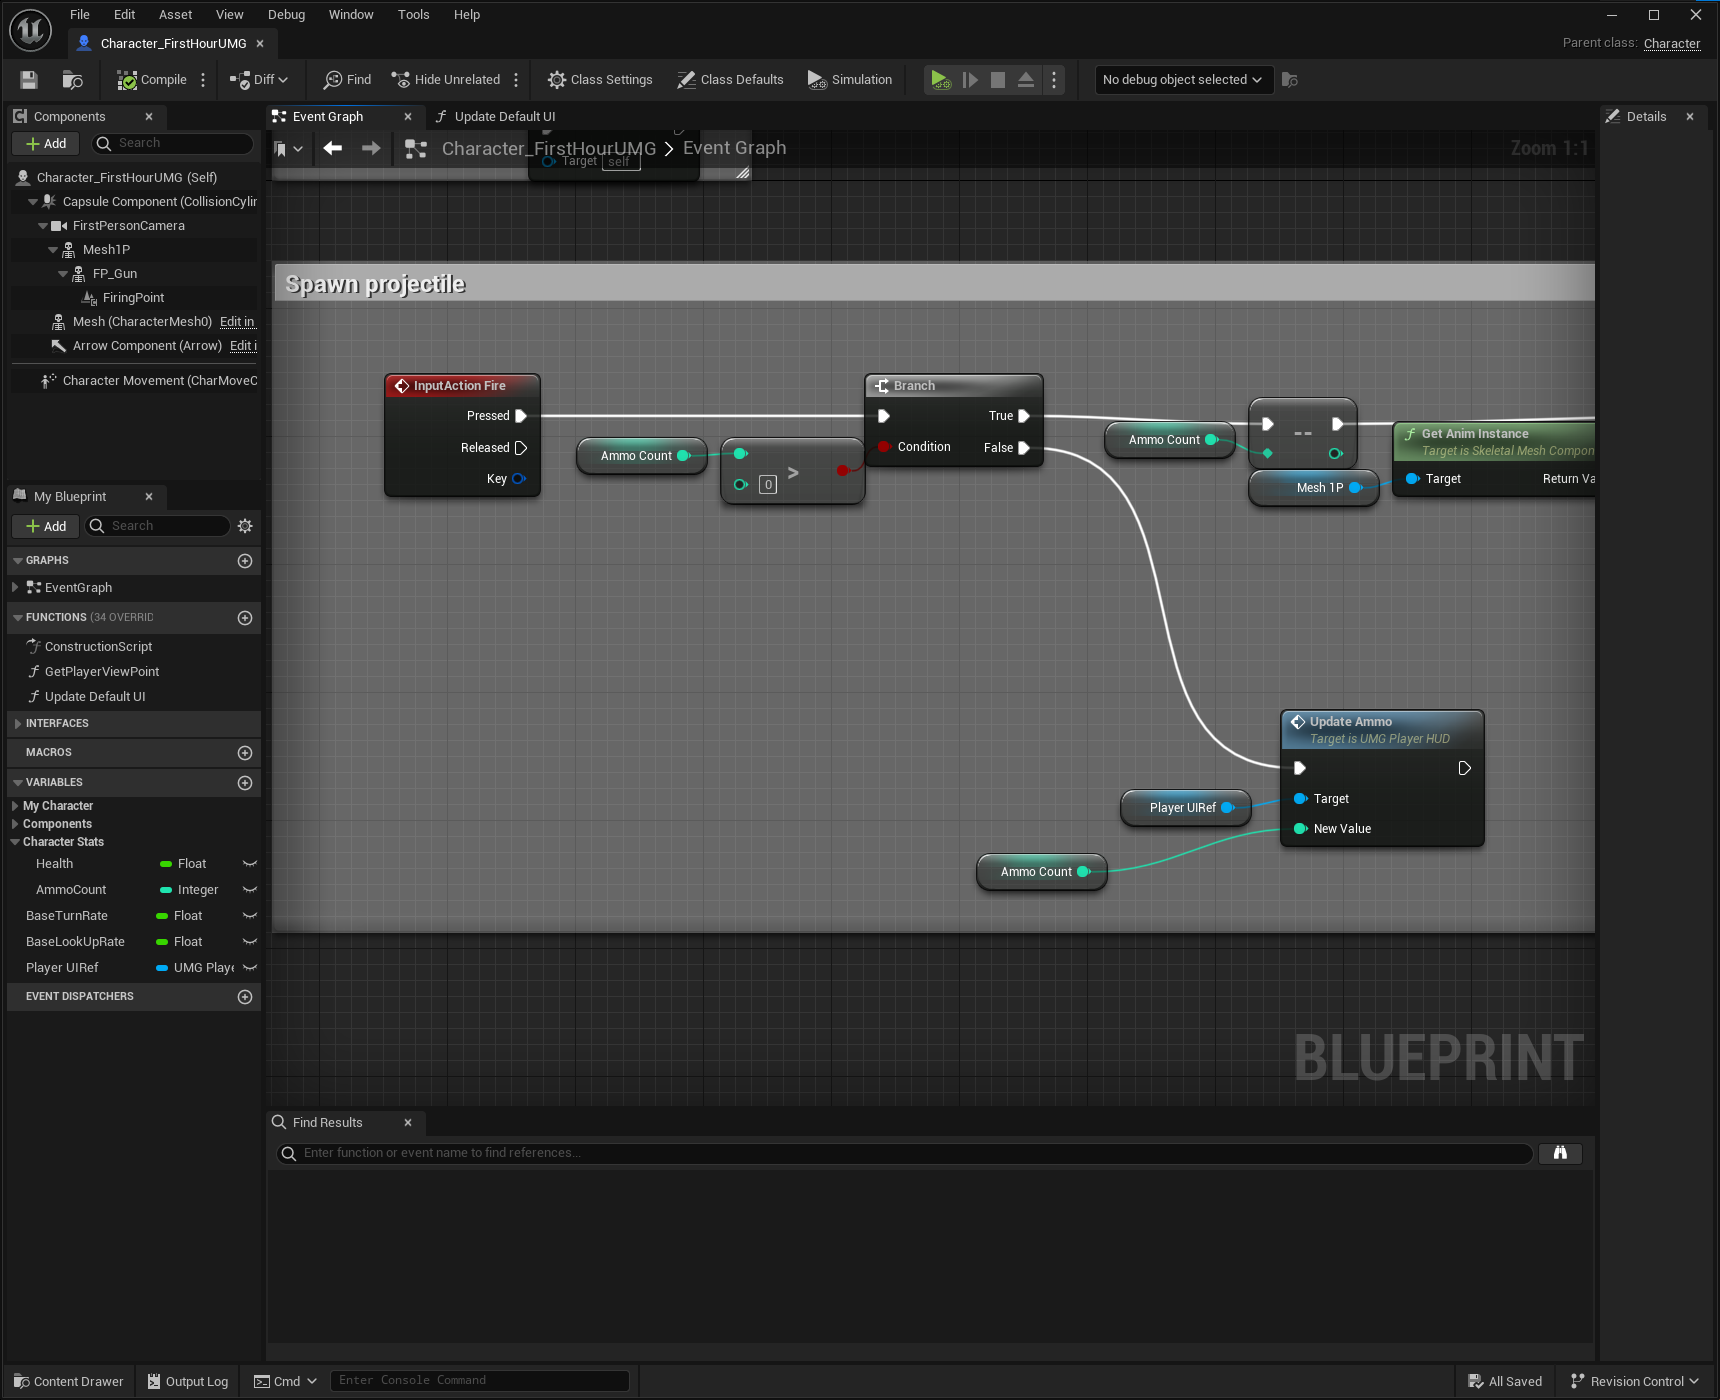 File Edit Asset View Debug Window Tools Help
Character_FirstHourUMG
Parent class: Character
Compile Diff Find Hide Unrelated Class Settings Class Defaults Simulation No debug object selected
Components
Add Search
Character_FirstHourUMG (Self)
Capsule Component (CollisionCylin
FirstPersonCamera
Mesh1P
FP_Gun
FiringPoint
Mesh (CharacterMesh0) Edit in
Arrow Component (Arrow) Edit i
Character Movement (CharMoveC
My Blueprint
Add Search
GRAPHS
EventGraph
FUNCTIONS (34 OVERRID
ConstructionScript
GetPlayerViewPoint
Update Default UI
INTERFACES
MACROS
VARIABLES
My Character
Components
Character Stats
Health Float
AmmoCount Integer
BaseTurnRate Float
BaseLookUpRate Float
Player UIRef UMG Playe
EVENT DISPATCHERS
Event Graph
Update Default UI
Character_FirstHourUMG > Event Graph
Zoom 1:1
Target self
Spawn projectile
InputAction Fire
Pressed
Released
Key
Ammo Count
0
>
Branch
True
Condition
False
Ammo Count
--
Mesh 1P
Get Anim Instance
Target is Skeletal Mesh Compon
Target
Return Va
Update Ammo
Target is UMG Player HUD
Target
New Value
Player UIRef
Ammo Count
BLUEPRINT
Find Results
Enter function or event name to find references...
Details
Content Drawer Output Log Cmd Enter Console Command All Saved Revision Control